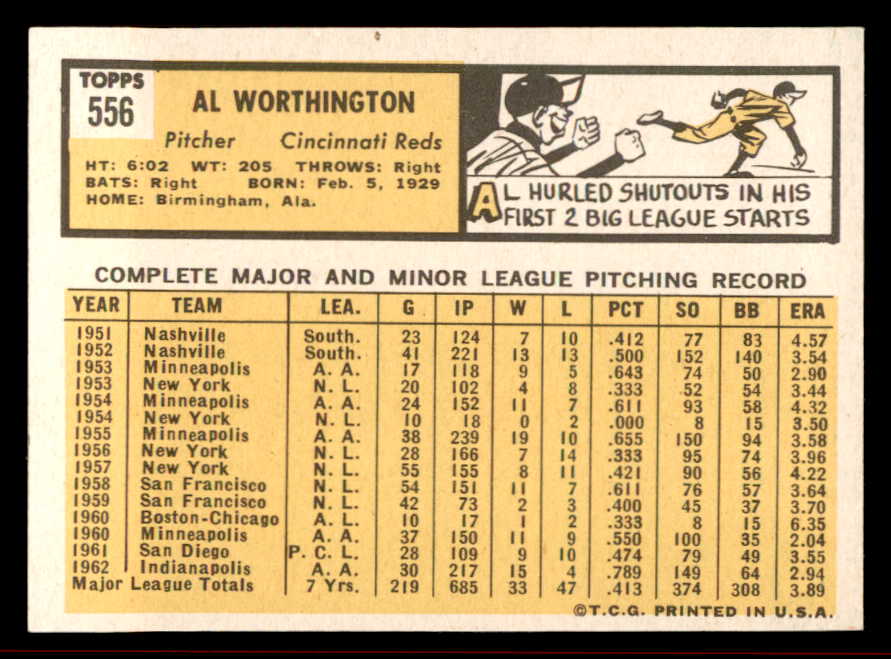 TOPPS
556
AL WORTHINGTON
Pitcher Cincinnati Reds
HT: 6:02 WT: 205 THROWS: Right
BATS: Right BORN: Feb. 5, 1929
HOME: Birmingham, Ala.
AL HURLED SHUTOUTS IN HIS
FIRST 2 BIG LEAGUE STARTS
COMPLETE MAJOR AND MINOR LEAGUE PITCHING RECORD
YEAR TEAM LEA. G IP W L PCT SO BB ERA
1951 Nashville South. 23 124 7 10 .412 77 83 4.57
1952 Nashville South. 41 221 13 13 .500 152 140 3.54
1953 Minneapolis A. A. 17 118 9 5 .643 74 50 2.90
1953 New York N. L. 20 102 4 8 .333 52 54 3.44
1954 Minneapolis A. A. 24 152 11 7 .611 93 58 4.32
1954 New York N. L. 10 18 0 2 .000 8 15 3.50
1955 Minneapolis A. A. 38 239 19 10 .655 150 94 3.58
1956 New York N. L. 28 166 7 14 .333 95 74 3.96
1957 New York N. L. 55 155 8 11 .421 90 56 4.22
1958 San Francisco N. L. 54 151 11 7 .611 76 57 3.64
1959 San Francisco N. L. 42 73 2 3 .400 45 37 3.70
1960 Boston-Chicago A. L. 10 17 1 2 .333 8 15 6.35
1960 Minneapolis A. A. 37 150 11 9 .550 100 35 2.04
1961 San Diego P. C. L. 28 109 9 10 .474 79 49 3.55
1962 Indianapolis A. A. 30 217 15 4 .789 149 64 2.94
Major League Totals 7 Yrs. 219 685 33 47 .413 374 308 3.89
©T.C.G. PRINTED IN U.S.A.